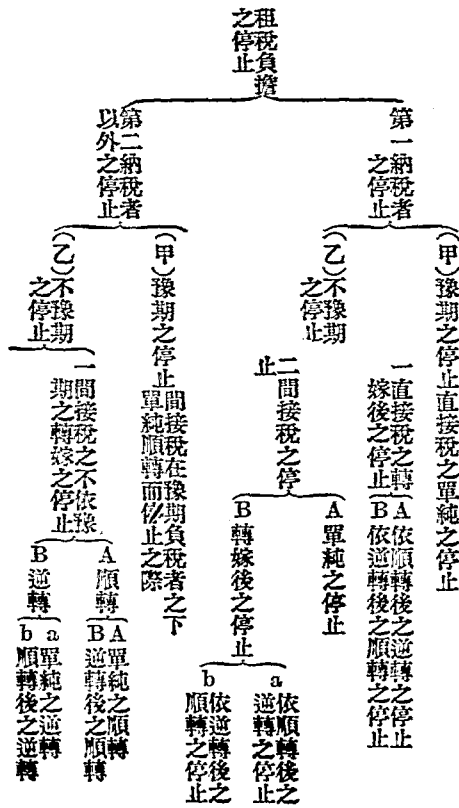 租稅負擔
之停止
第一納稅者
之停止
(甲)豫期之停止
直接稅之單純之停止
(乙)不豫期
之停止
一直接稅之轉
嫁後之停止
A依順轉後之逆轉之停止
B依逆轉後之順轉之停止
二間接稅之停
止
A單純之停止
B轉嫁後之停止
a依順轉後之
逆轉之停止
b依逆轉後之
順轉之停止
第二納稅者
以外之停止
(甲)豫期之停止
間接稅在豫期負稅者之下
單純順轉而停止之際
(乙)不豫期
之停止
一間接稅之不依豫
期之轉嫁之停止
A順轉
A單純之順轉
B逆轉後之順轉
B逆轉
a單純之逆轉
b順轉後之逆轉